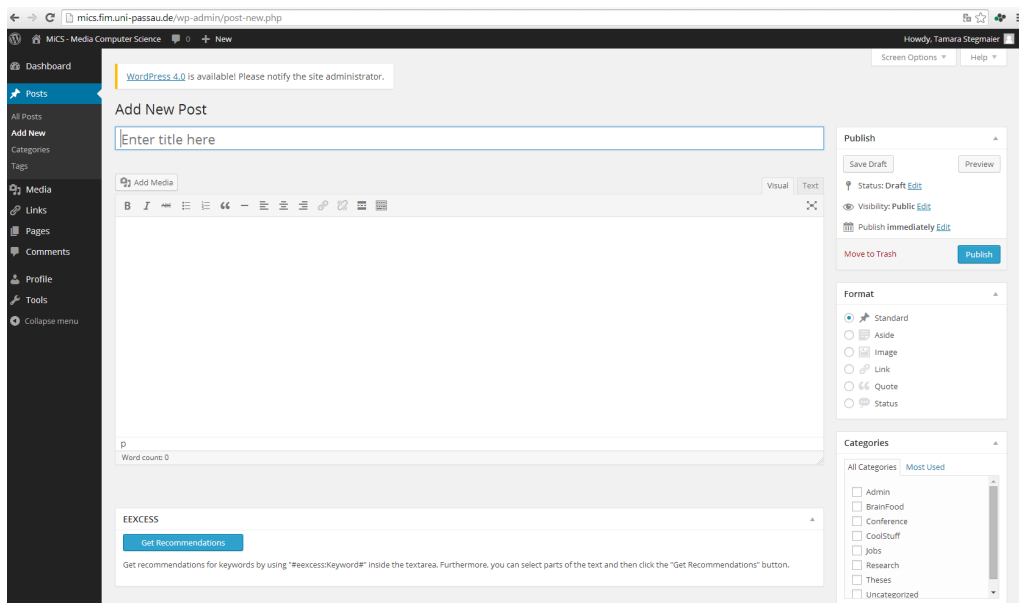 mics.fim.uni-passau.de/wp-admin/post-new.php
MiCS - Media Computer Science 0 + New Howdy, Tamara Stegmaier
Screen Options Help
Dashboard
Posts
All Posts
Add New
Categories
Tags
Media
Links
Pages
Comments
Profile
Tools
Collapse menu
WordPress 4.0 is available! Please notify the site administrator.
Add New Post
Enter title here
Add Media
Visual Text
B I ABC
p
Word count: 0
EEXCESS
Get Recommendations
Get recommendations for keywords by using "#eexcess:Keyword#" inside the textarea. Furthermore, you can select parts of the text and then click the "Get Recommendations" button.
Publish
Save Draft Preview
Status: Draft Edit
Visibility: Public Edit
Publish immediately Edit
Move to Trash Publish
Format
Standard
Aside
Image
Link
Quote
Status
Categories
All Categories Most Used
Admin
BrainFood
Conference
CoolStuff
Jobs
Research
Theses
Uncategorized